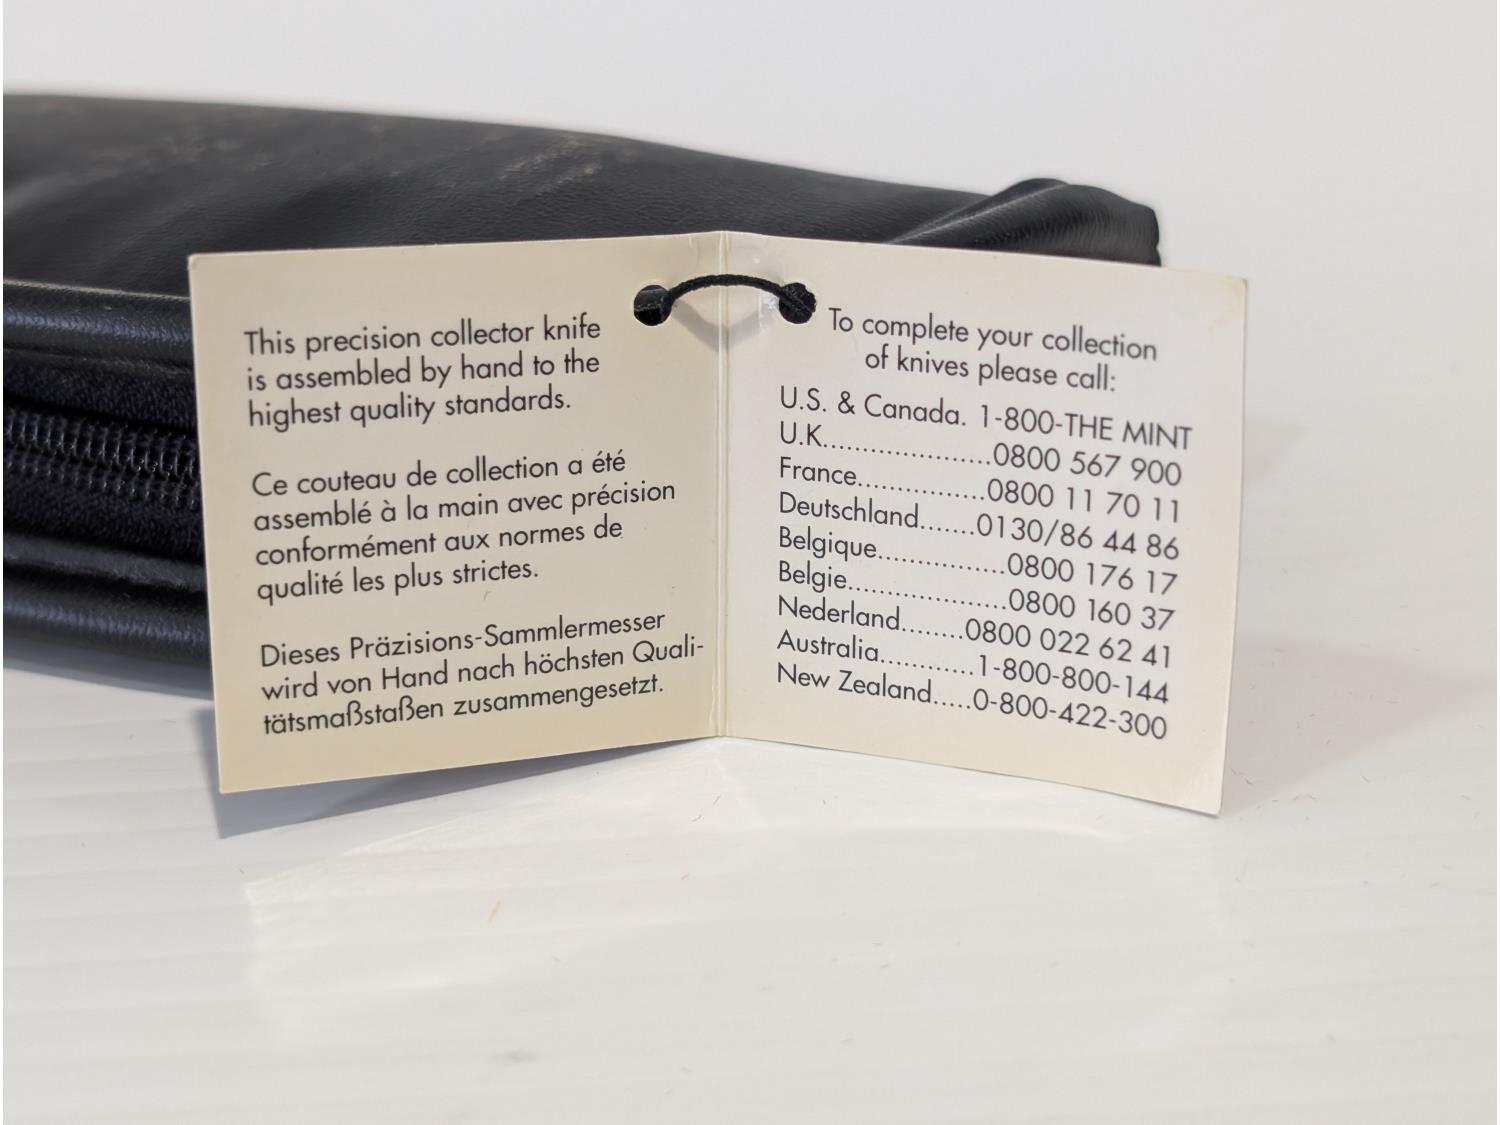 This precision collector knife
is assembled by hand to the
highest quality standards.
Ce couteau de collection a été
assemblé à la main avec précision
conformément aux normes de
qualité les plus strictes.
Dieses Präzisions-Sammlermesser
wird von Hand nach höchsten Quali-
tätsmaßstaßen zusammengesetzt.
To complete your collection
of knives please call:
U.S. & Canada. 1-800-THE MINT
U.K....................0800 567 900
France...............0800 11 70 11
Deutschland......0130/86 44 86
Belgique...............0800 176 17
Belgie...................0800 160 37
Nederland.......0800 022 62 41
Australia...........1-800-800-144
New Zealand.....0-800-422-300